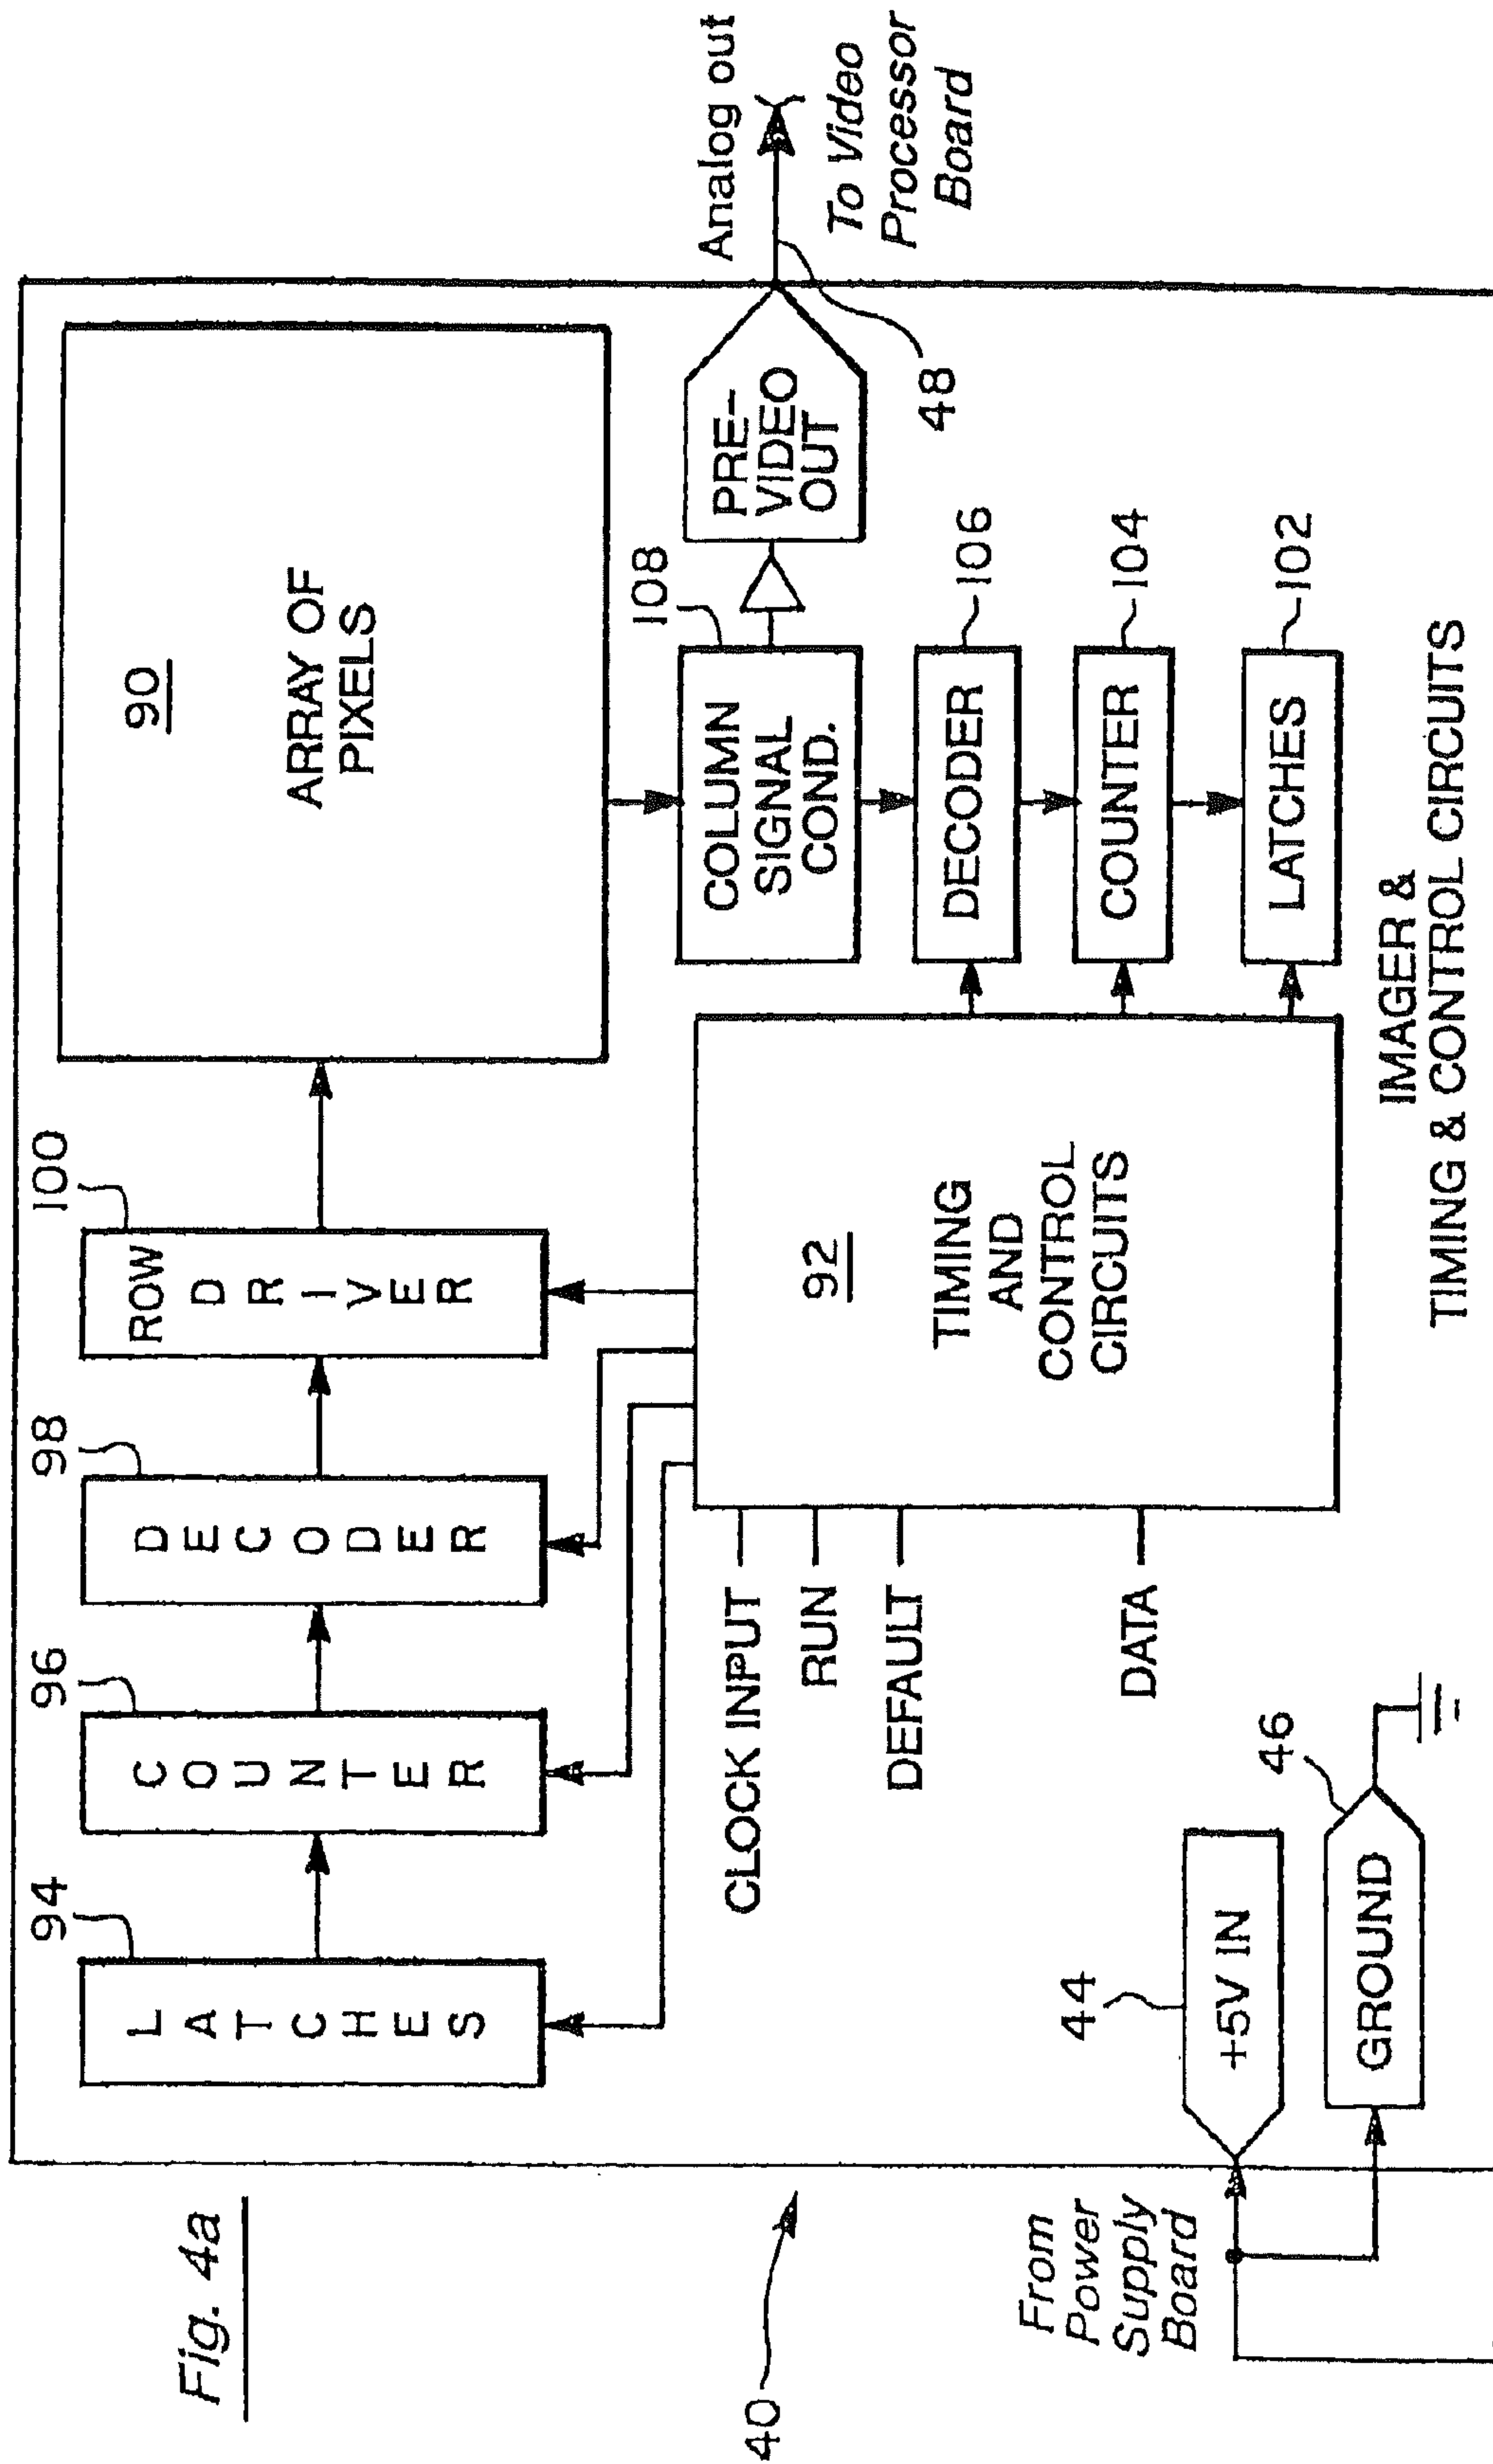 Fig. 4a
40
94
LATCHES
96
COUNTER
98
DECODER
100
ROW
DRIVER
90
ARRAY OF
PIXELS
92
TIMING
AND
CONTROL
CIRCUITS
CLOCK INPUT
RUN
DEFAULT
DATA
108
COLUMN
SIGNAL
COND.
PRE-
VIDEO
OUT
48
Analog out
To Video
Processor
Board
DECODER
106
COUNTER
104
LATCHES
102
From
Power
Supply
Board
44
+5V IN
46
GROUND
IMAGER &
TIMING & CONTROL CIRCUITS